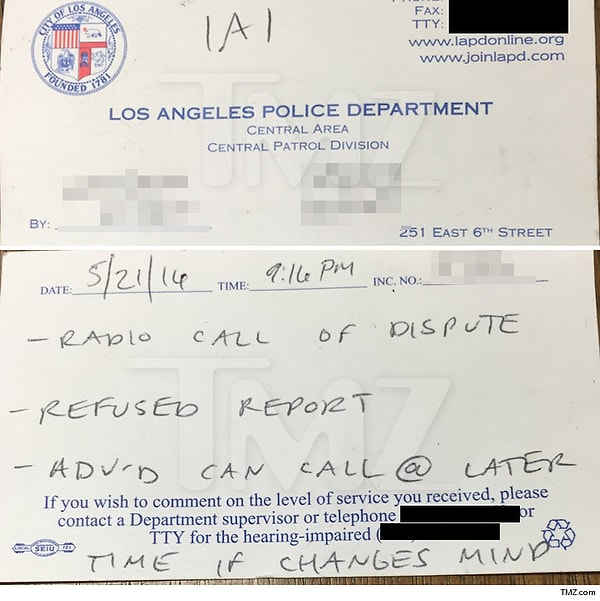 PHONE:
FAX:
TTY:
www.lapdonline.org
www.joinlapd.com
CITY OF LOS ANGELES
FOUNDED 1781
1A1
LOS ANGELES POLICE DEPARTMENT
CENTRAL AREA
CENTRAL PATROL DIVISION
BY:
251 EAST 6TH STREET
DATE: 5/21/16 TIME: 9:16 PM INC. NO.:
- RADIO CALL OF DISPUTE
- REFUSED REPORT
- ADV'D CAN CALL @ LATER
If you wish to comment on the level of service you received, please
contact a Department supervisor or telephone or
TTY for the hearing-impaired (
LOCAL SEIU 721
TIME IF CHANGES MIND
TMZ
TMZ
TMZ.com